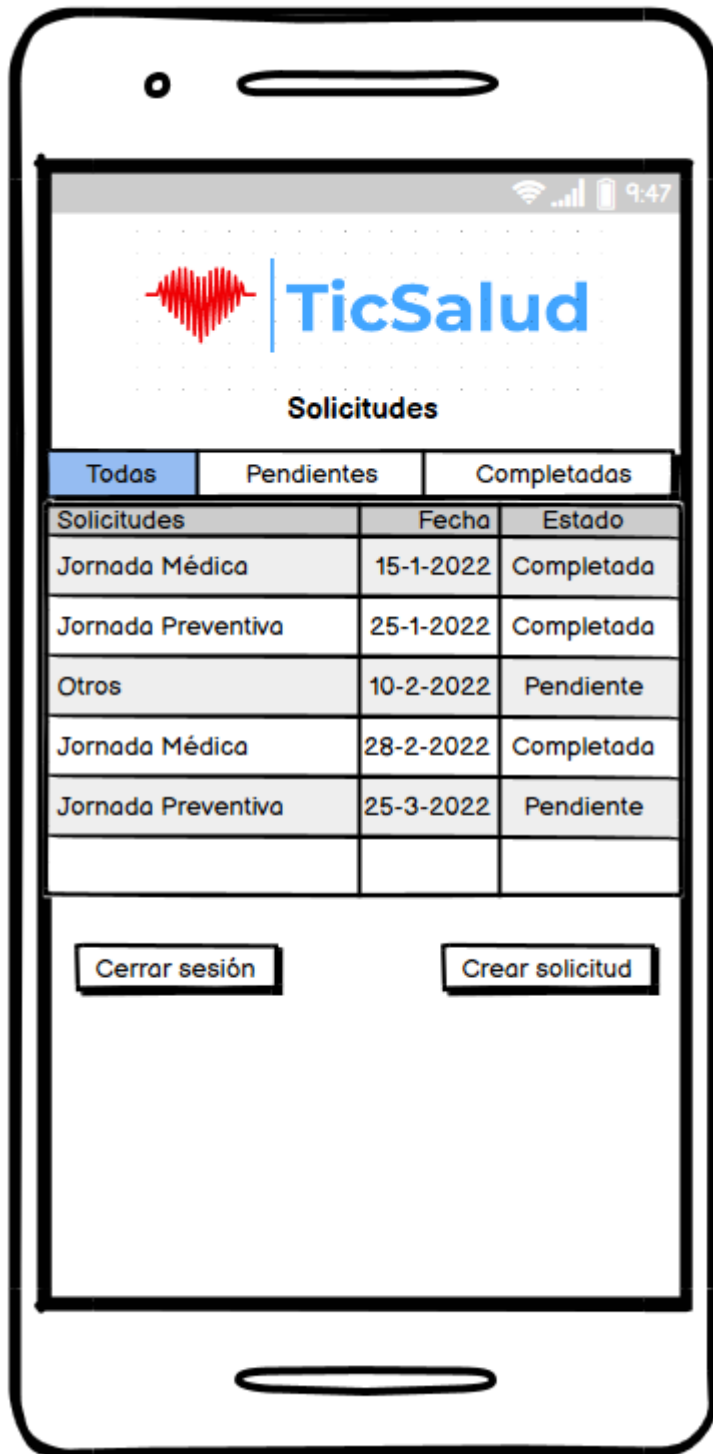 9:47
TicSalud
Solicitudes
Todas Pendientes Completadas
Solicitudes Fecha Estado
Jornada Médica 15-1-2022 Completada
Jornada Preventiva 25-1-2022 Completada
Otros 10-2-2022 Pendiente
Jornada Médica 28-2-2022 Completada
Jornada Preventiva 25-3-2022 Pendiente
Cerrar sesión Crear solicitud